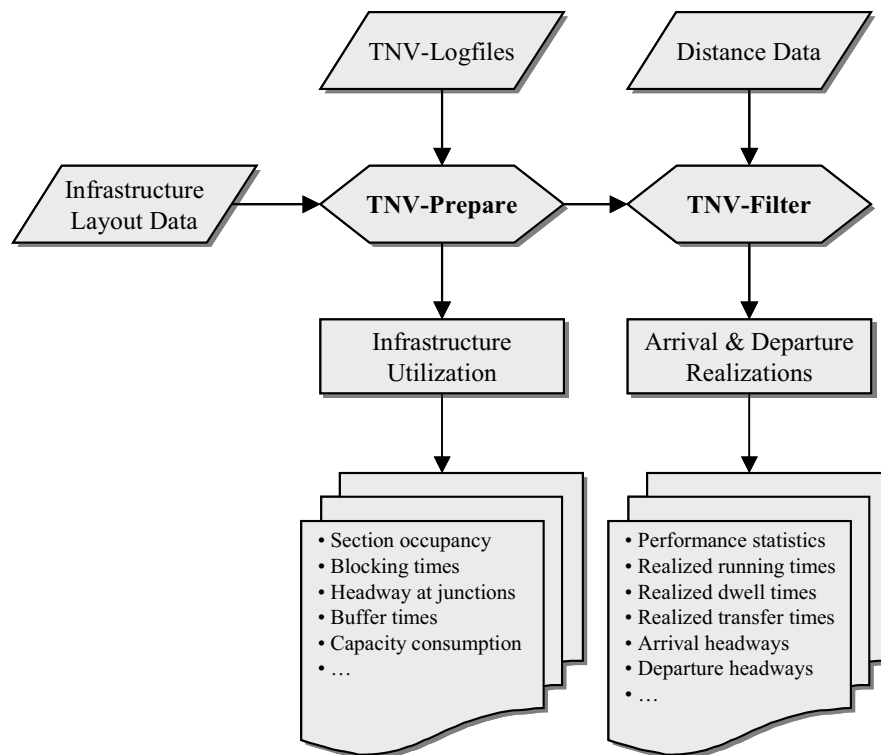 TNV-Logfiles
Distance Data
Infrastructure
Layout Data
TNV-Prepare
TNV-Filter
Infrastructure
Utilization
Arrival & Departure
Realizations
• Section occupancy
• Blocking times
• Headway at junctions
• Buffer times
• Capacity consumption
• …
• Performance statistics
• Realized running times
• Realized dwell times
• Realized transfer times
• Arrival headways
• Departure headways
• …